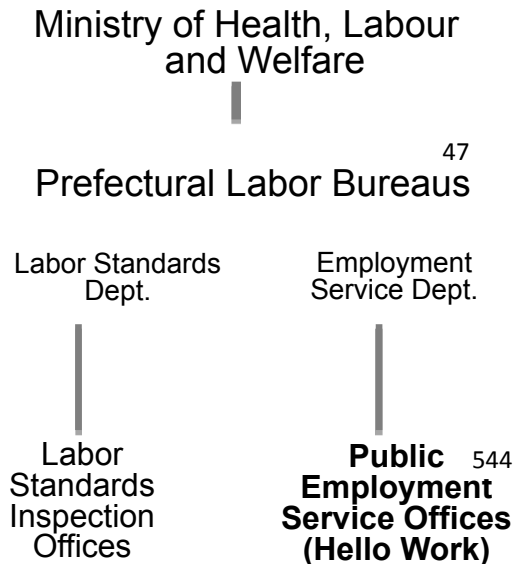 Ministry of Health, Labour
and Welfare
47
Prefectural Labor Bureaus
Labor Standards
Dept.
Employment
Service Dept.
Labor
Standards
Inspection
Offices
Public 544
Employment
Service Offices
(Hello Work)